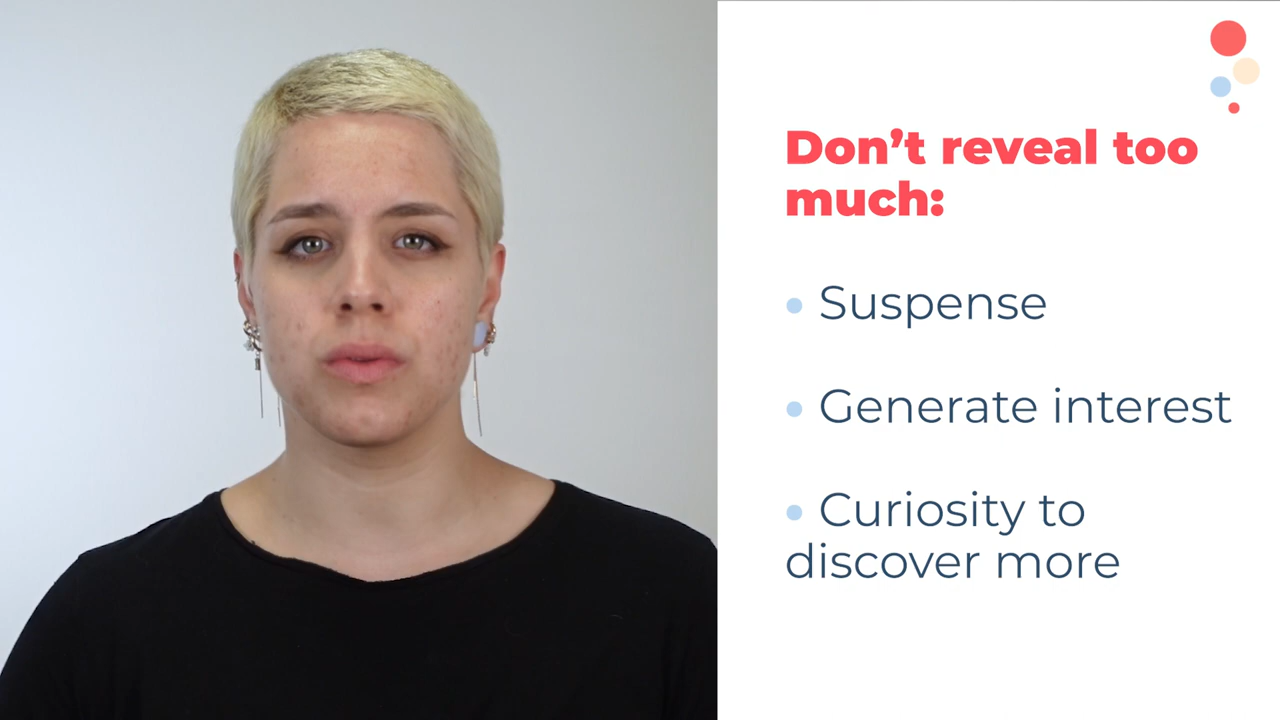 Don’t reveal too
much:
• Suspense
• Generate interest
• Curiosity to
discover more